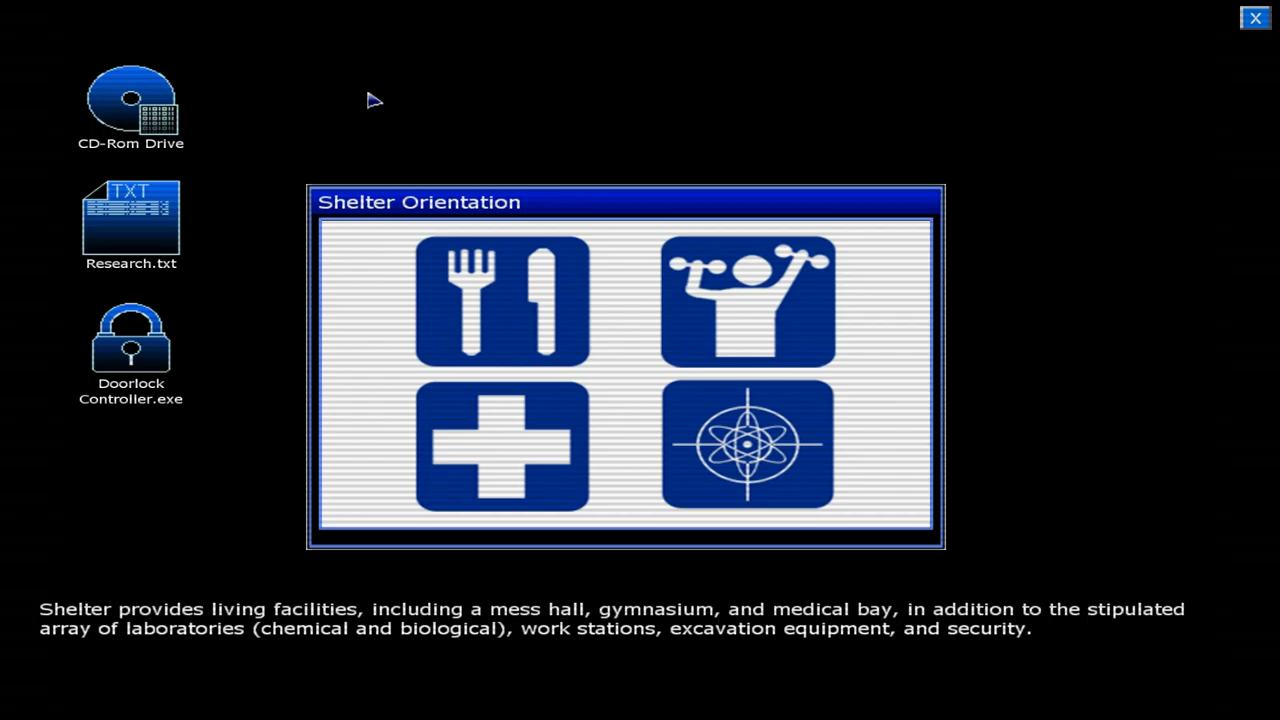 X
CD-Rom Drive
TXT
Research.txt
Doorlock
Controller.exe
Shelter Orientation
Shelter provides living facilities, including a mess hall, gymnasium, and medical bay, in addition to the stipulated
array of laboratories (chemical and biological), work stations, excavation equipment, and security.